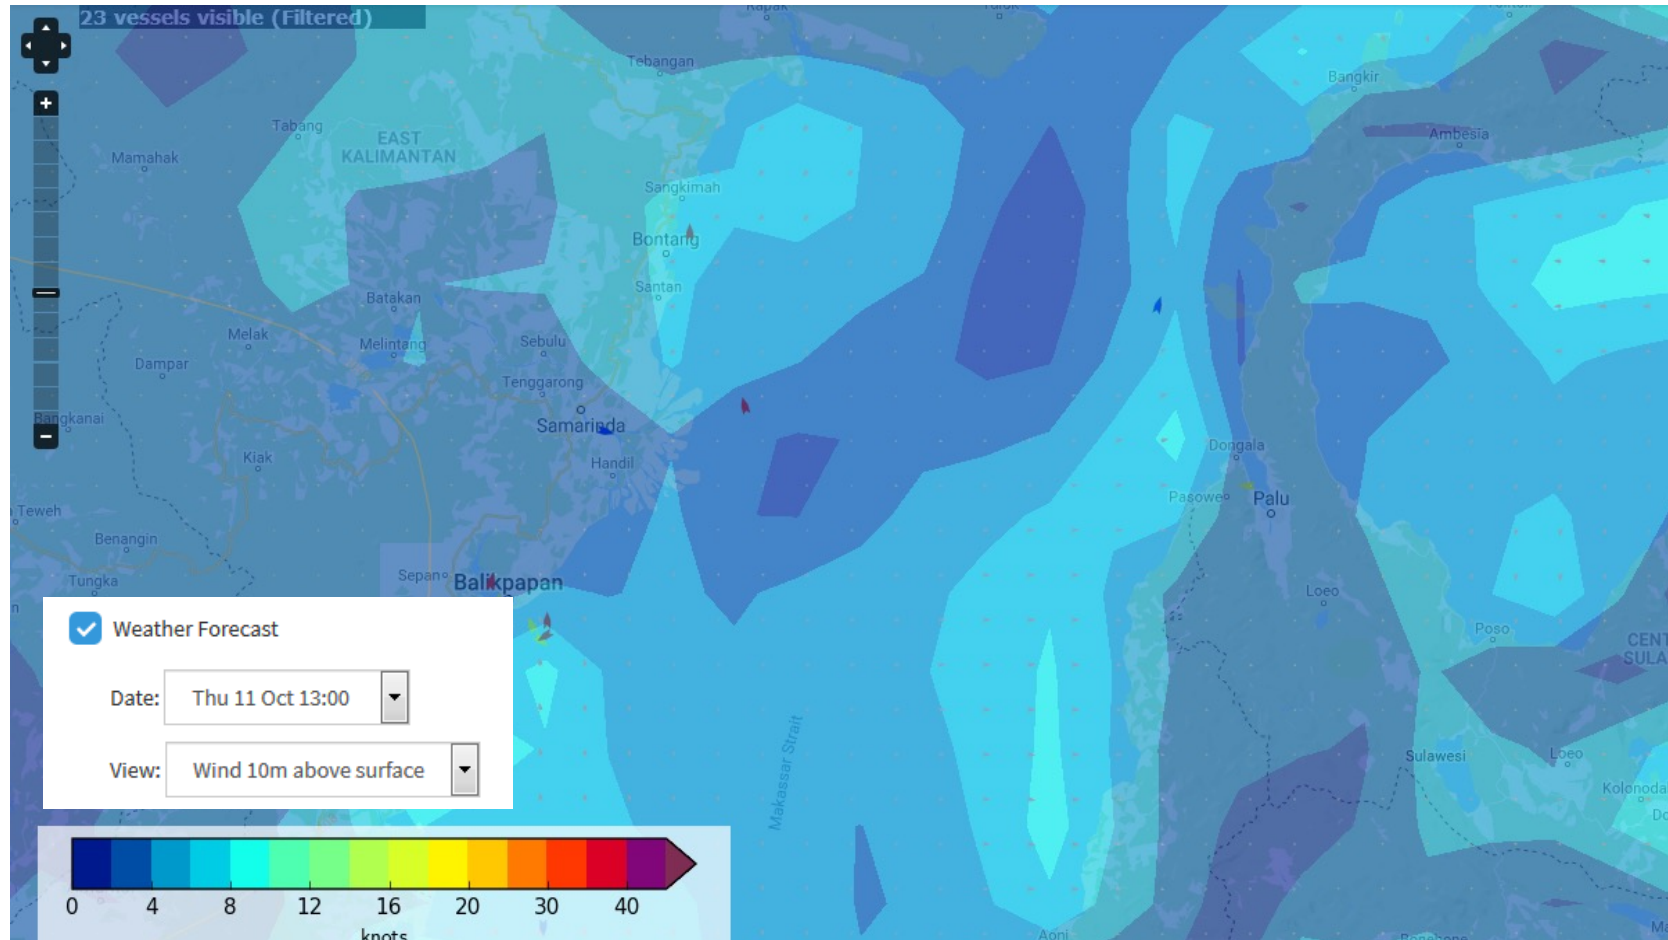 23 vessels visible (Filtered)
Rapak
Tebangan
Bangkir
Tabang
EAST
KALIMANTAN
Ambesia
Mamahak
Sangkimah
Bontang
Santan
Batakan
Melak
Melintang
Sebulu
Dampar
Tenggarong
Bangkanai
Samarinda
Dongala
Kiak
Handil
Pasowe
Palu
Teweh
Benangin
Sepan
Balikpapan
Tungka
Loeo
Poso
CENT
SULA
Weather Forecast
Date: Thu 11 Oct 13:00
View: Wind 10m above surface
Makassar Strait
Sulawesi
Loeo
Kolonoda
0 4 8 12 16 20 30 40
knots